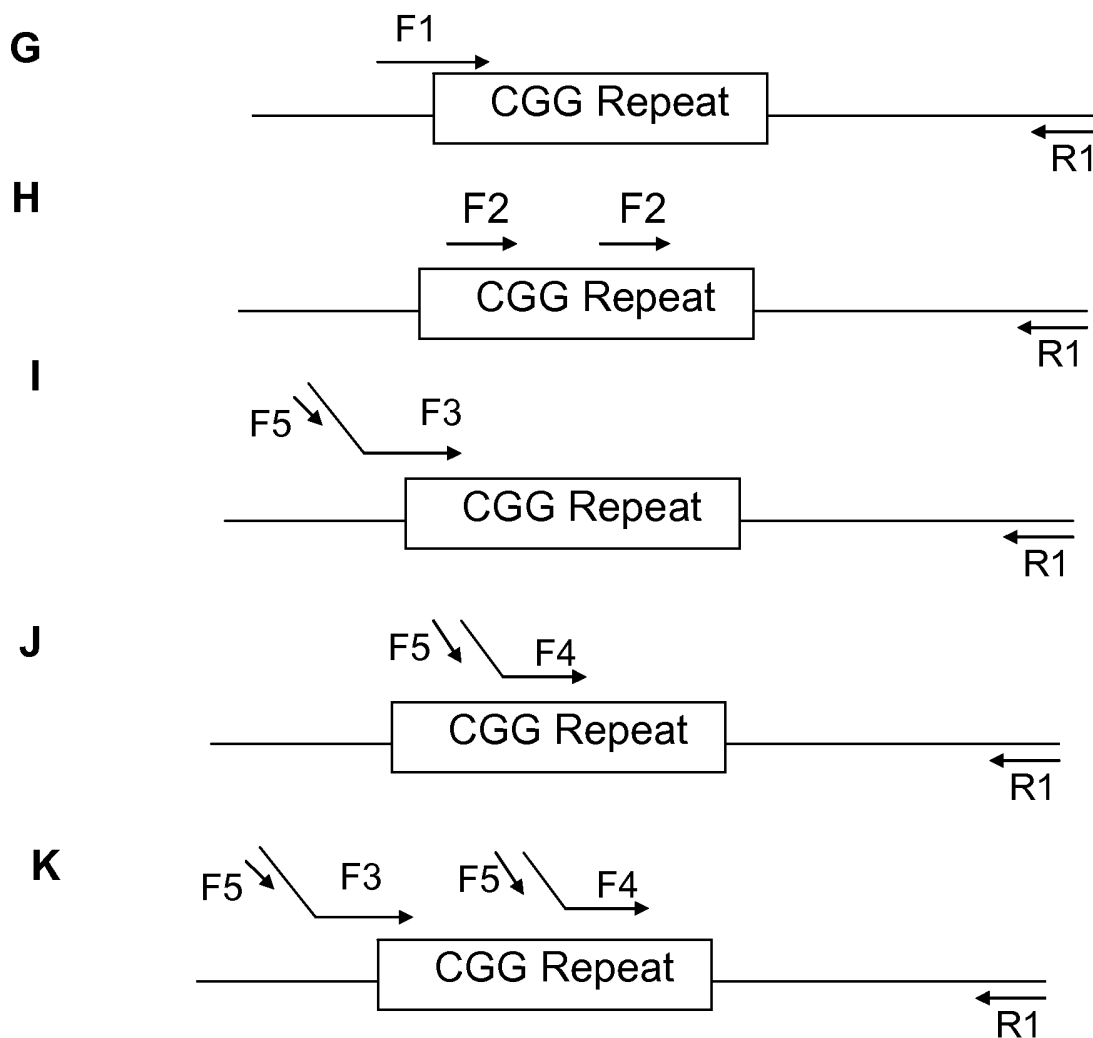 G
F1
CGG Repeat
R1
H
F2 F2
CGG Repeat
R1
I
F5 F3
CGG Repeat
R1
J
F5 F4
CGG Repeat
R1
K
F5 F3 F5 F4
CGG Repeat
R1